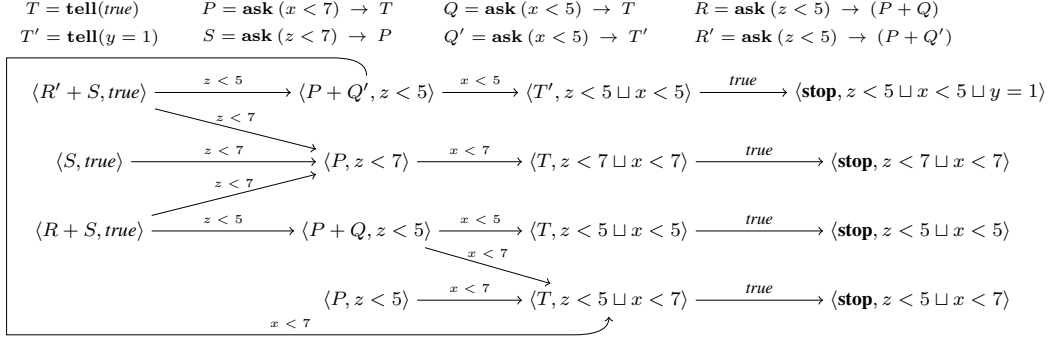 T = tell(true) P = ask (x < 7) → T Q = ask (x < 5) → T R = ask (z < 5) → (P + Q)
T′ = tell(y = 1) S = ask (z < 7) → P Q′ = ask (x < 5) → T′ R′ = ask (z < 5) → (P + Q′)
⟨R′ + S, true⟩ z < 5 ⟨P + Q′, z < 5⟩ x < 5 ⟨T′, z < 5 ⊔ x < 5⟩ true ⟨stop, z < 5 ⊔ x < 5 ⊔ y = 1⟩
z < 7
⟨S, true⟩ z < 7 ⟨P, z < 7⟩ x < 7 ⟨T, z < 7 ⊔ x < 7⟩ true ⟨stop, z < 7 ⊔ x < 7⟩
z < 7
⟨R + S, true⟩ z < 5 ⟨P + Q, z < 5⟩ x < 5 ⟨T, z < 5 ⊔ x < 5⟩ true ⟨stop, z < 5 ⊔ x < 5⟩
x < 7
⟨P, z < 5⟩ x < 7 ⟨T, z < 5 ⊔ x < 7⟩ true ⟨stop, z < 5 ⊔ x < 7⟩
x < 7